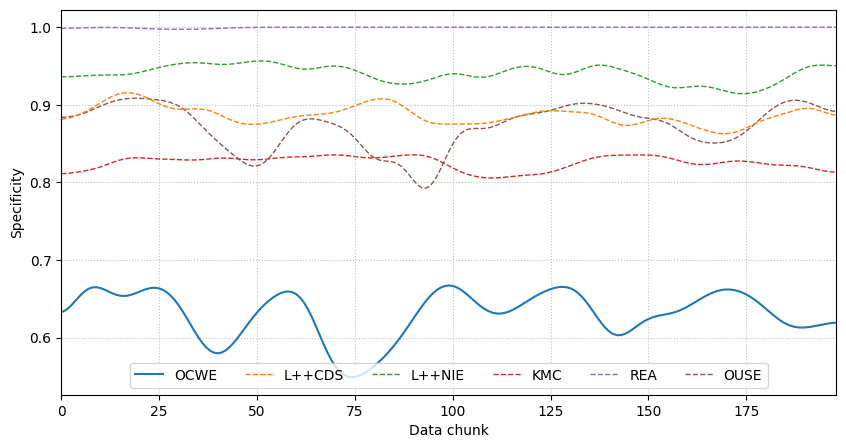 Specificity
1.0
0.9
0.8
0.7
0.6
OCWE L++CDS L++NIE KMC REA OUSE
0 25 50 75 100 125 150 175
Data chunk